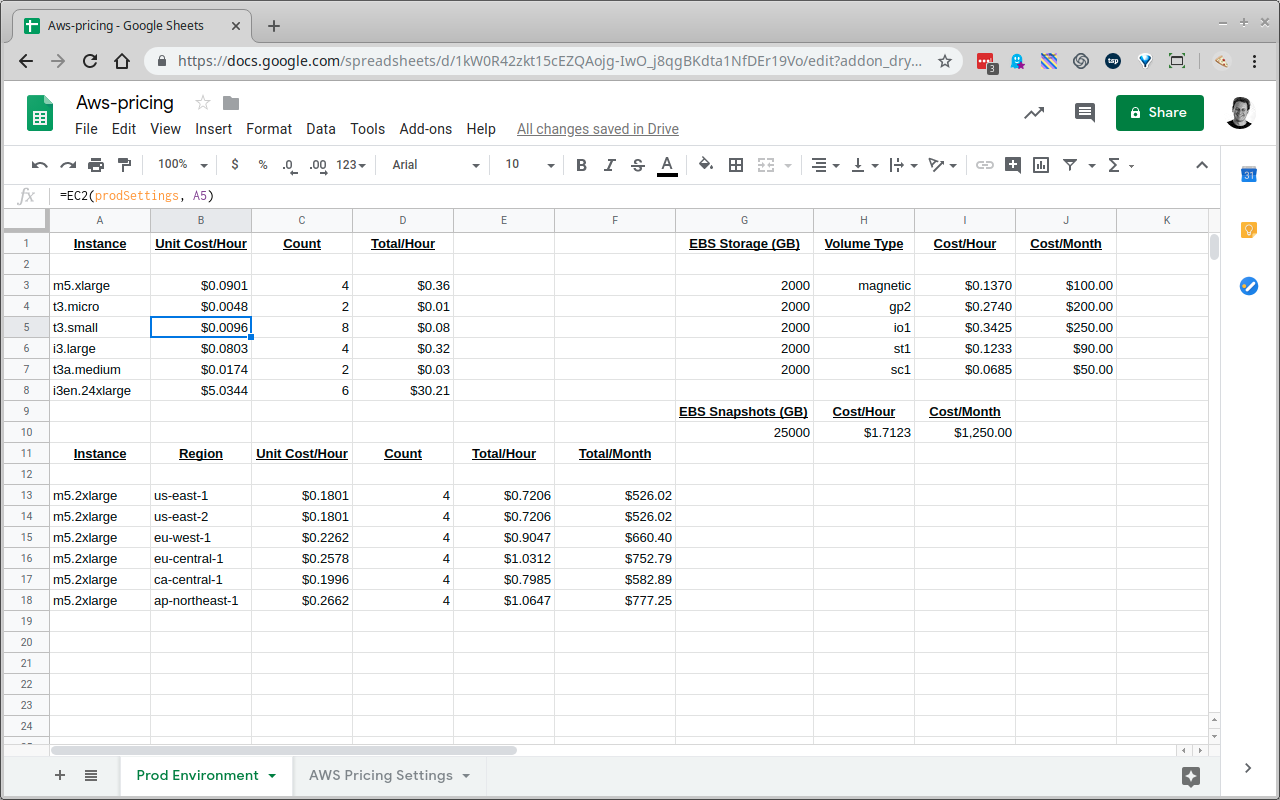 Aws-pricing - Google Sheets
https://docs.google.com/spreadsheets/d/1kW0R42zkt15cEZQAojg-IwO_j8qgBKdta1NfDEr19Vo/edit?addon_dry...
3
tsp
Aws-pricing
File Edit View Insert Format Data Tools Add-ons Help All changes saved in Drive
Share
100% $ % .0 .00 123 Arial 10 B I S A
31
fx =EC2(prodSettings, A5)
A B C D E F G H I J K
1 Instance Unit Cost/Hour Count Total/Hour EBS Storage (GB) Volume Type Cost/Hour Cost/Month
2
3 m5.xlarge $0.0901 4 $0.36 2000 magnetic $0.1370 $100.00
4 t3.micro $0.0048 2 $0.01 2000 gp2 $0.2740 $200.00
5 t3.small $0.0096 8 $0.08 2000 io1 $0.3425 $250.00
6 i3.large $0.0803 4 $0.32 2000 st1 $0.1233 $90.00
7 t3a.medium $0.0174 2 $0.03 2000 sc1 $0.0685 $50.00
8 i3en.24xlarge $5.0344 6 $30.21
9 EBS Snapshots (GB) Cost/Hour Cost/Month
10 25000 $1.7123 $1,250.00
11 Instance Region Unit Cost/Hour Count Total/Hour Total/Month
12
13 m5.2xlarge us-east-1 $0.1801 4 $0.7206 $526.02
14 m5.2xlarge us-east-2 $0.1801 4 $0.7206 $526.02
15 m5.2xlarge eu-west-1 $0.2262 4 $0.9047 $660.40
16 m5.2xlarge eu-central-1 $0.2578 4 $1.0312 $752.79
17 m5.2xlarge ca-central-1 $0.1996 4 $0.7985 $582.89
18 m5.2xlarge ap-northeast-1 $0.2662 4 $1.0647 $777.25
19
20
21
22
23
24
Prod Environment AWS Pricing Settings